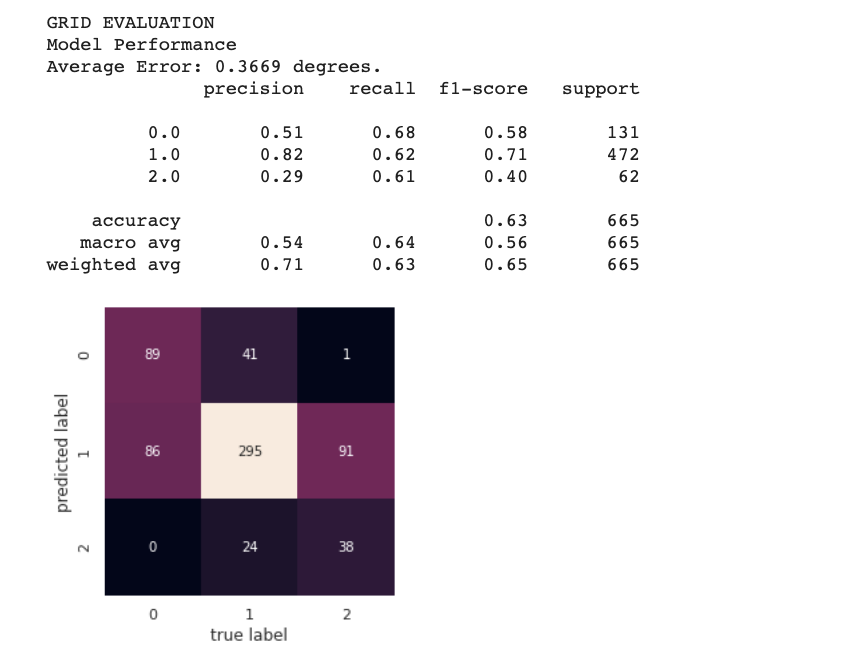 GRID EVALUATION
Model Performance
Average Error: 0.3669 degrees.
precision recall f1-score support
0.0 0.51 0.68 0.58 131
1.0 0.82 0.62 0.71 472
2.0 0.29 0.61 0.40 62
accuracy 0.63 665
macro avg 0.54 0.64 0.56 665
weighted avg 0.71 0.63 0.65 665
0 89 41 1
predicted label
1 86 295 91
2 0 24 38
0 1 2
true label